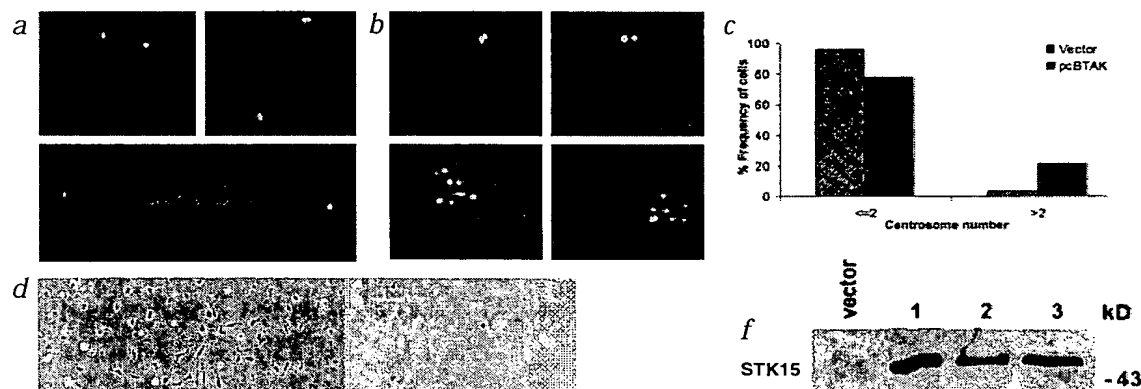 a
b
c
100
80
60
40
20
0
% Frequency of cells
Vector
pcBTAK
<=2
>2
Centrosome number
d
f
vector
1 2 3 kD
STK15
-43